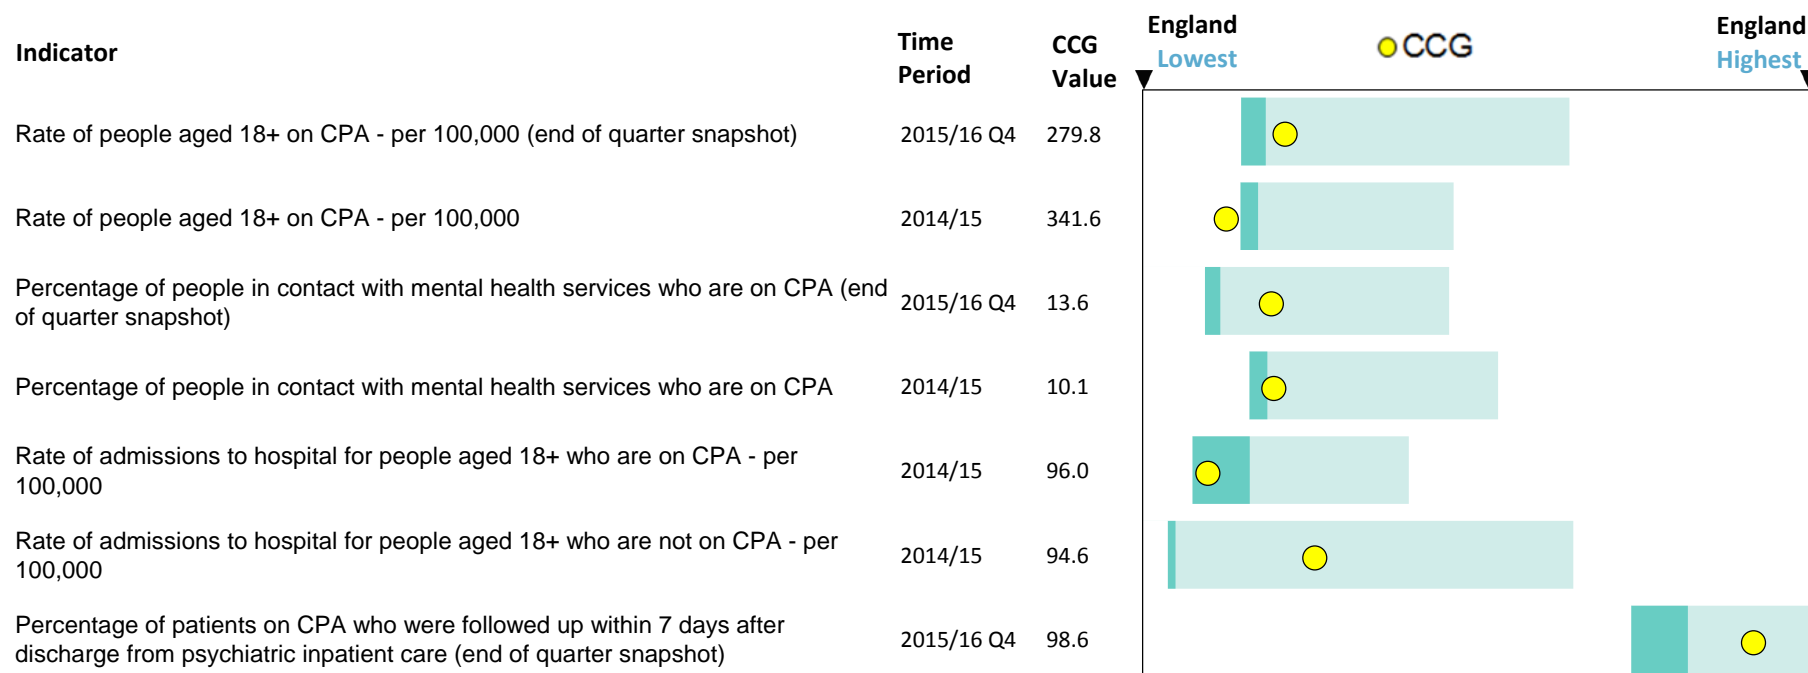 Indicator
Time
Period
CCG
Value
England
Lowest
CCG
England
Highest
Rate of people aged 18+ on CPA - per 100,000 (end of quarter snapshot) 2015/16 Q4 279.8
Rate of people aged 18+ on CPA - per 100,000 2014/15 341.6
Percentage of people in contact with mental health services who are on CPA (end
of quarter snapshot) 2015/16 Q4 13.6
Percentage of people in contact with mental health services who are on CPA 2014/15 10.1
Rate of admissions to hospital for people aged 18+ who are on CPA - per
100,000 2014/15 96.0
Rate of admissions to hospital for people aged 18+ who are not on CPA - per
100,000 2014/15 94.6
Percentage of patients on CPA who were followed up within 7 days after
discharge from psychiatric inpatient care (end of quarter snapshot) 2015/16 Q4 98.6